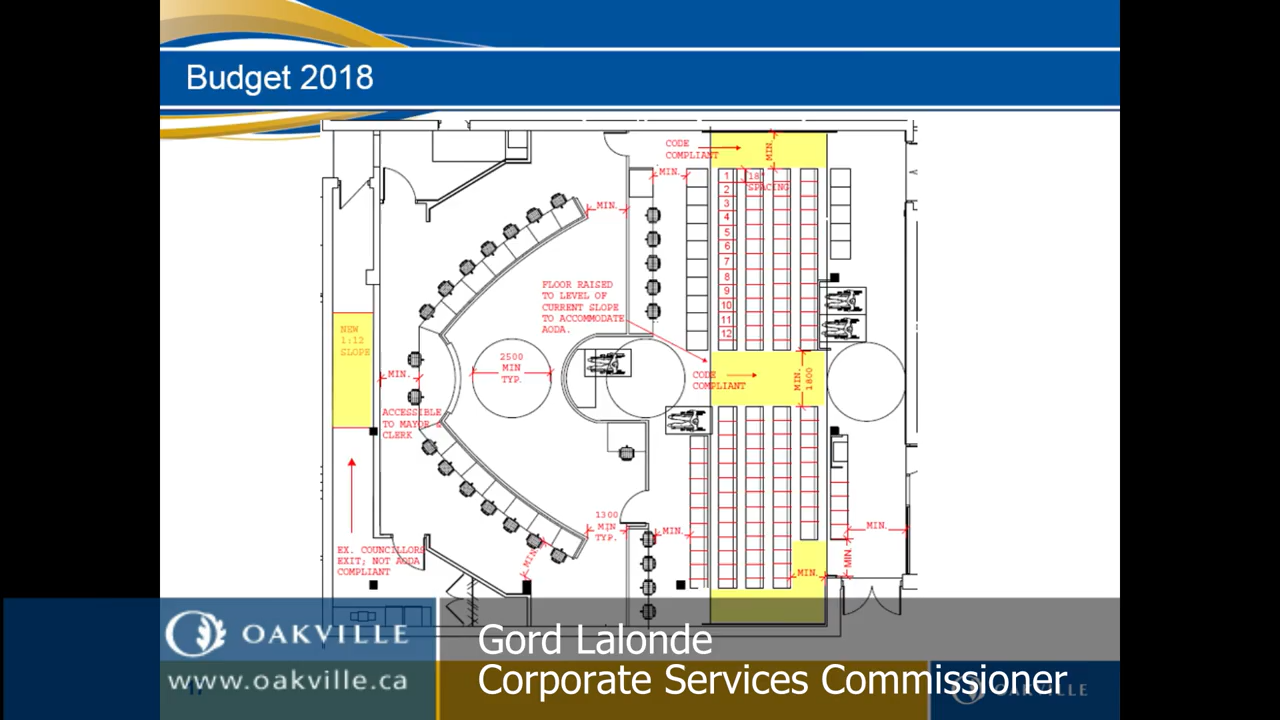 Budget 2018
CODE
COMPLIANT
MIN.
MIN.
18"
SPACING
1
2
3
4
5
6
7
8
9
10
11
12
MIN.
FLOOR RAISED
TO LEVEL OF
CURRENT SLOPE
TO ACCOMMODATE
AODA.
NEW
1:12
SLOPE
2500
MIN
TYP.
MIN.
CODE
COMPLIANT
MIN.
1800
ACCESSIBLE
TO MAYOR &
CLERK
1300
MIN
TYP.
MIN.
MIN.
MIN.
EX. COUNCILLORS
EXIT; NOT AODA
COMPLIANT
MIN.
MIN.
OAKVILLE
www.oakville.ca
Gord Lalonde
Corporate Services Commissioner
OAKVILLE